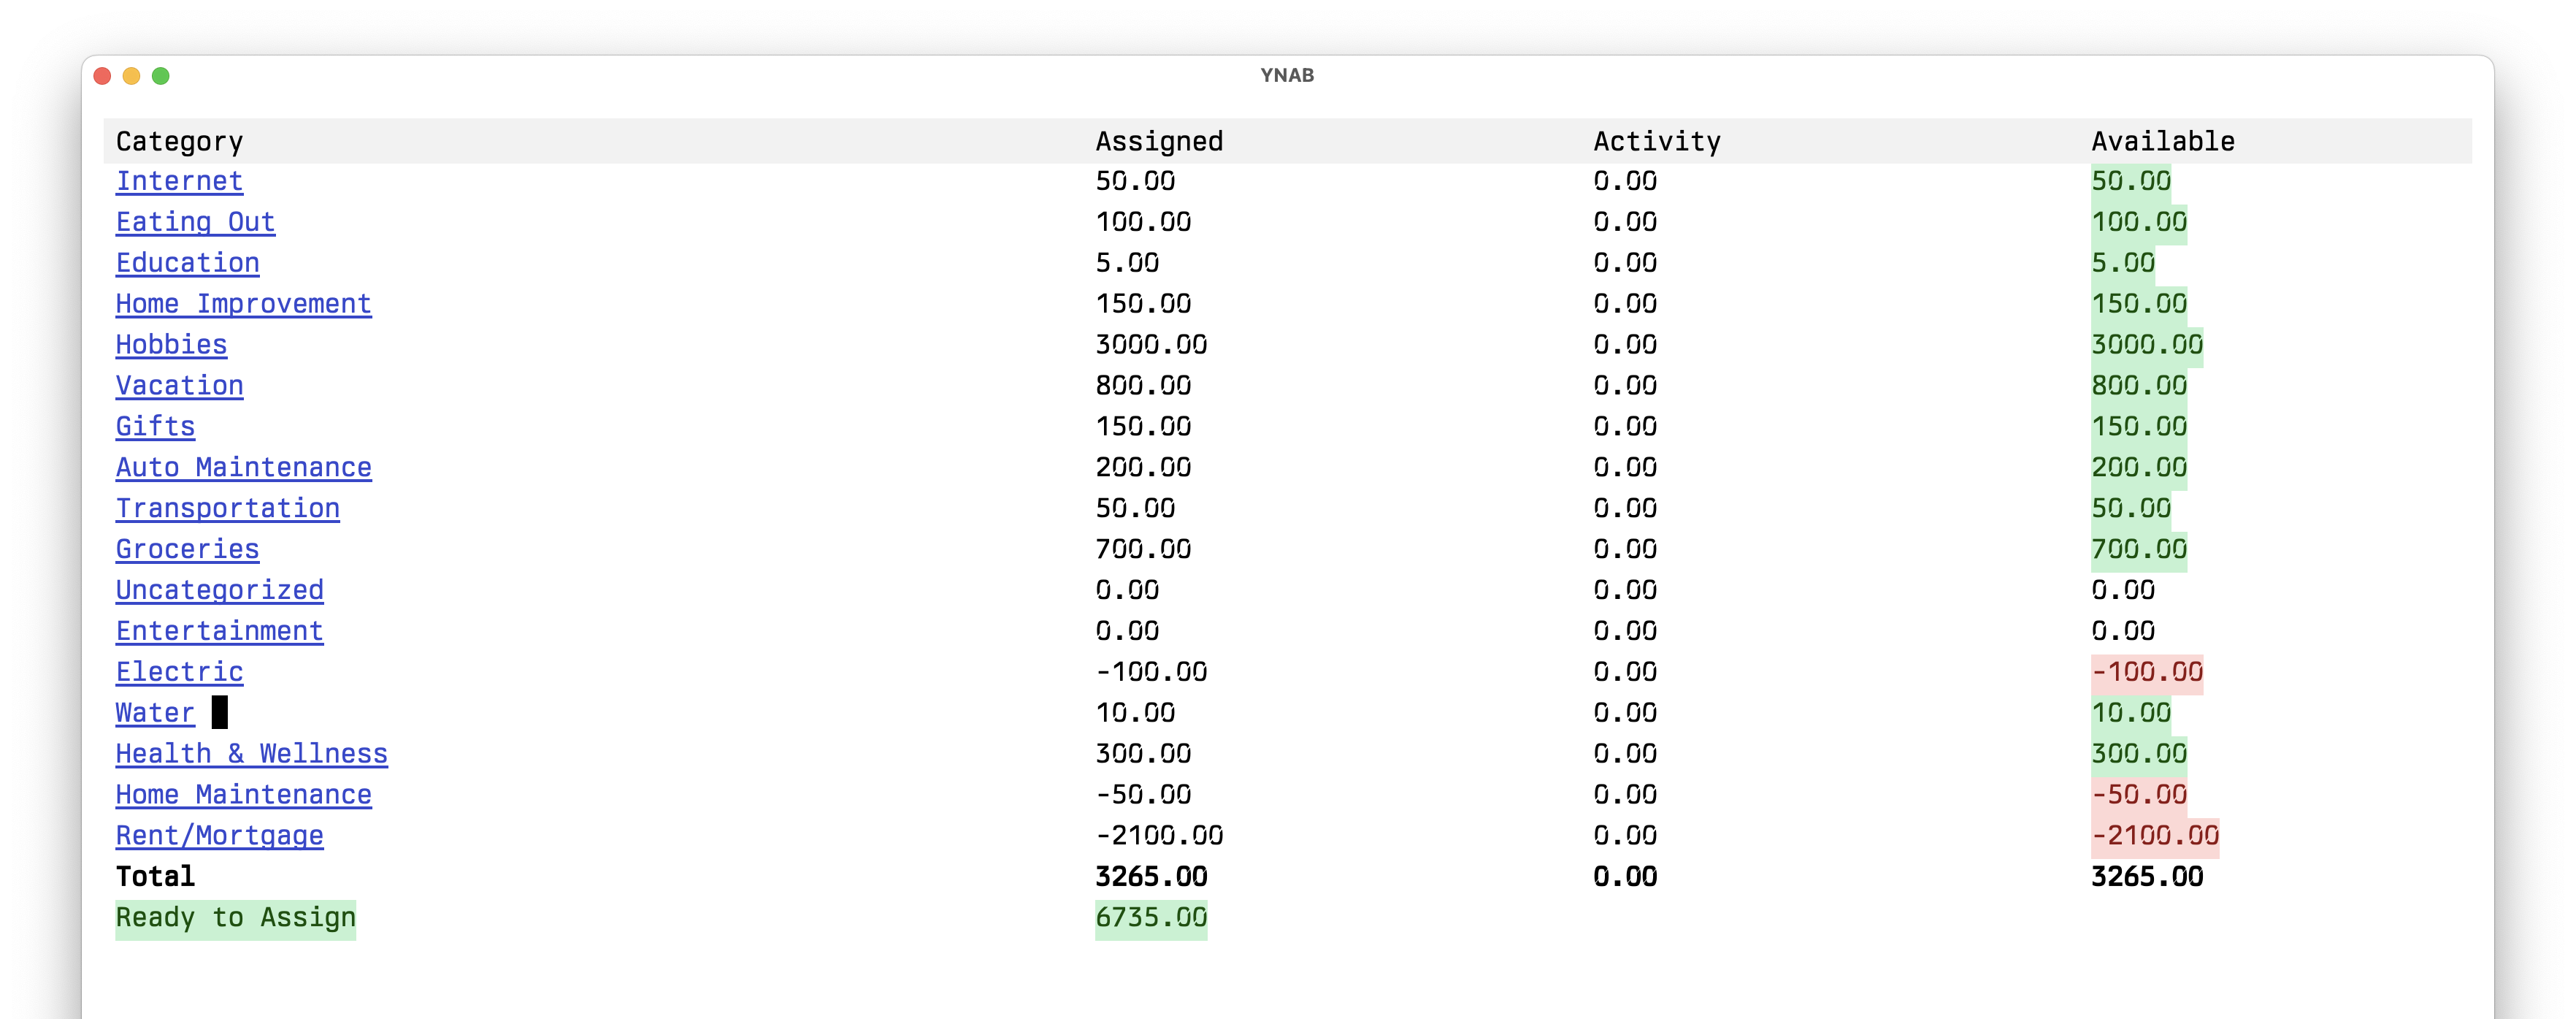 YNAB
Category Assigned Activity Available
Internet 50.00 0.00 50.00
Eating Out 100.00 0.00 100.00
Education 5.00 0.00 5.00
Home Improvement 150.00 0.00 150.00
Hobbies 3000.00 0.00 3000.00
Vacation 800.00 0.00 800.00
Gifts 150.00 0.00 150.00
Auto Maintenance 200.00 0.00 200.00
Transportation 50.00 0.00 50.00
Groceries 700.00 0.00 700.00
Uncategorized 0.00 0.00 0.00
Entertainment 0.00 0.00 0.00
Electric -100.00 0.00 -100.00
Water 10.00 0.00 10.00
Health & Wellness 300.00 0.00 300.00
Home Maintenance -50.00 0.00 -50.00
Rent/Mortgage -2100.00 0.00 -2100.00
Total 3265.00 0.00 3265.00
Ready to Assign 6735.00